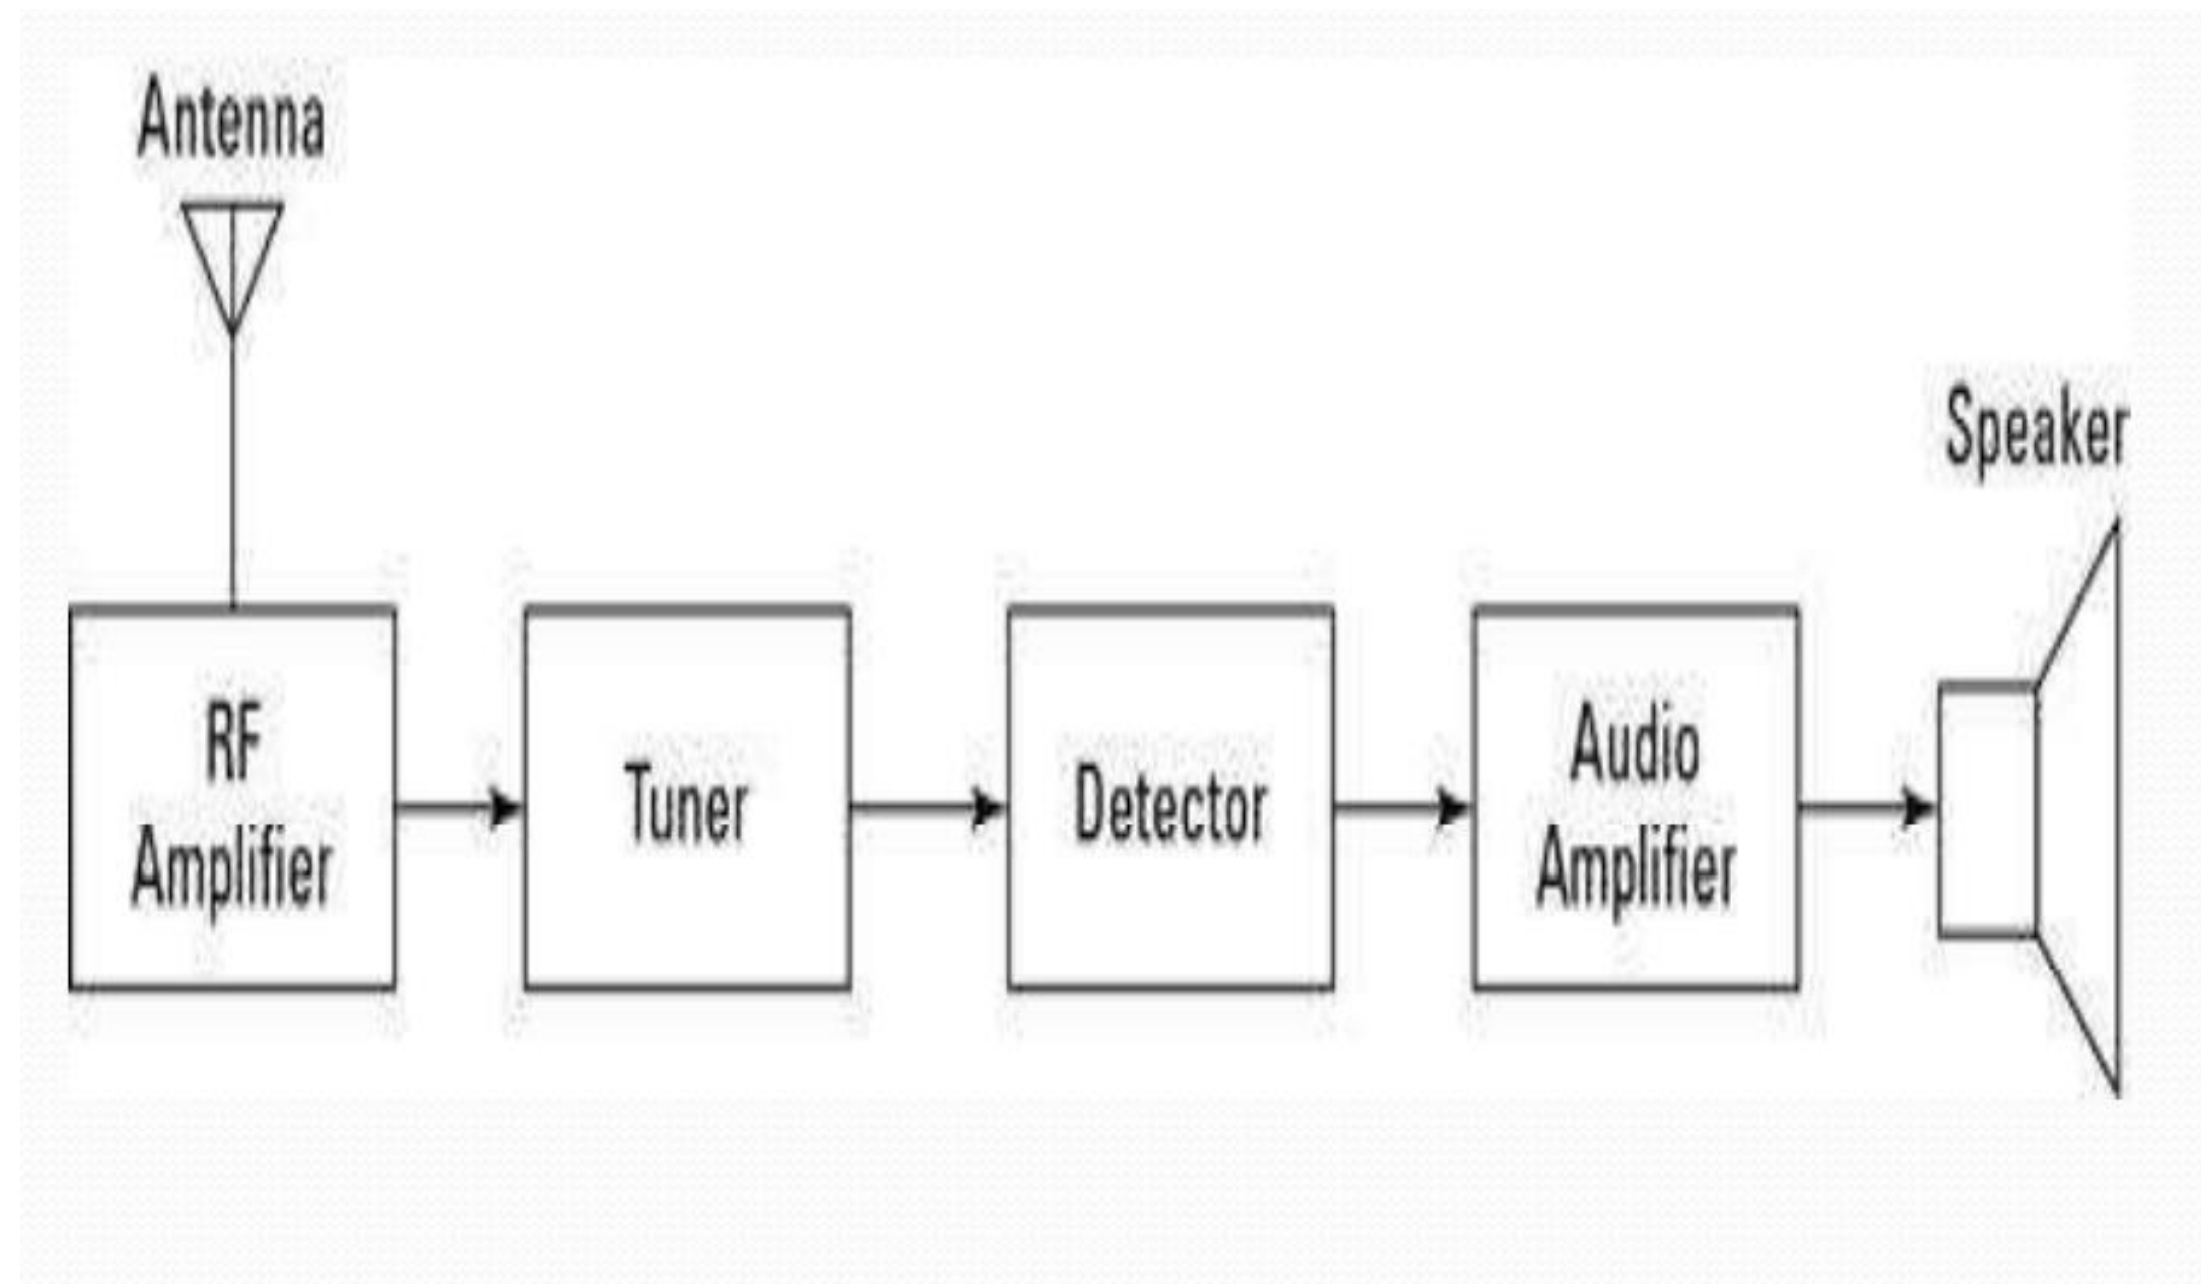 Antenna
Speaker
RF
Amplifier
Tuner
Detector
Audio
Amplifier